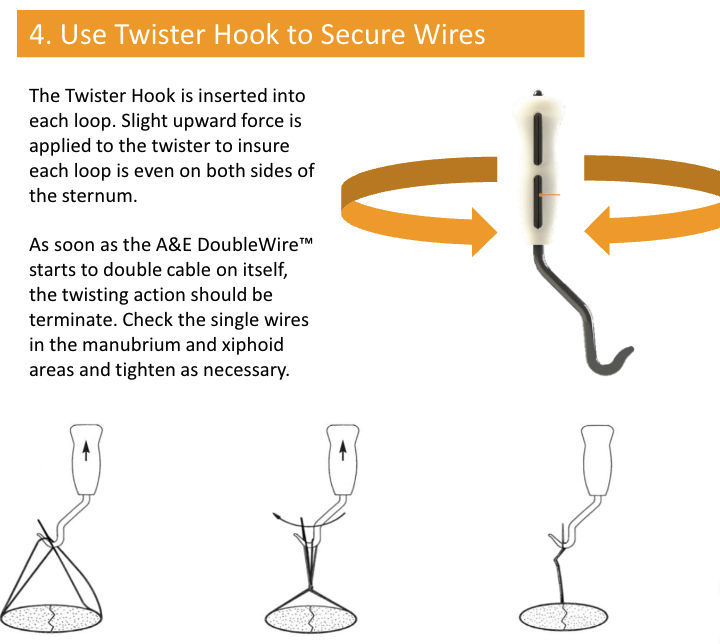 4. Use Twister Hook to Secure Wires
The Twister Hook is inserted into
each loop. Slight upward force is
applied to the twister to insure
each loop is even on both sides of
the sternum.
As soon as the A&E DoubleWire™
starts to double cable on itself,
the twisting action should be
terminate. Check the single wires
in the manubrium and xiphoid
areas and tighten as necessary.